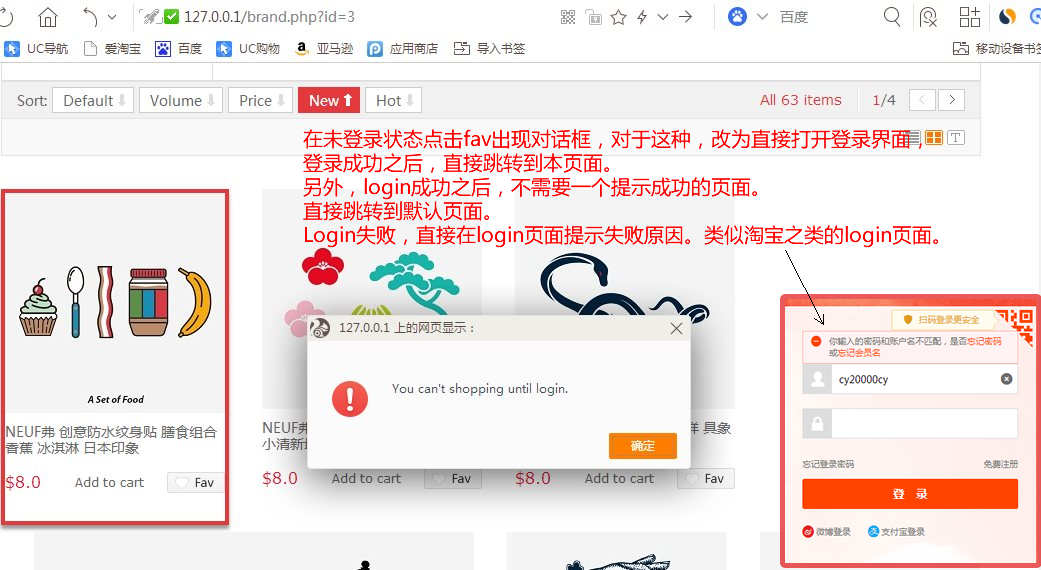 127.0.0.1/brand.php?id=3
百度
UC导航
爱淘宝
百度
UC购物
亚马逊
应用商店
导入书签
移动设备书签
Sort:
Default
Volume
Price
New
Hot
All 63 items
1/4
在未登录状态点击fav出现对话框，对于这种，改为直接打开登录界面，
登录成功之后，直接跳转到本页面。
另外，login成功之后，不需要一个提示成功的页面。
直接跳转到默认页面。
Login失败，直接在login页面提示失败原因。类似淘宝之类的login页面。
A Set of Food
NEUF弗 创意防水纹身贴 膳食组合
香蕉 冰淇淋 日本印象
$8.0
Add to cart
Fav
NEUF弗
小清新
$8.0
Add to cart
Fav
具象
$8.0
Add to cart
Fav
127.0.0.1 上的网页显示：
You can't shopping until login.
确定
扫码登录更安全
你输入的密码和账户名不匹配，是否忘记密码
或忘记会员名
cy20000cy
忘记登录密码
免费注册
登 录
微博登录
支付宝登录